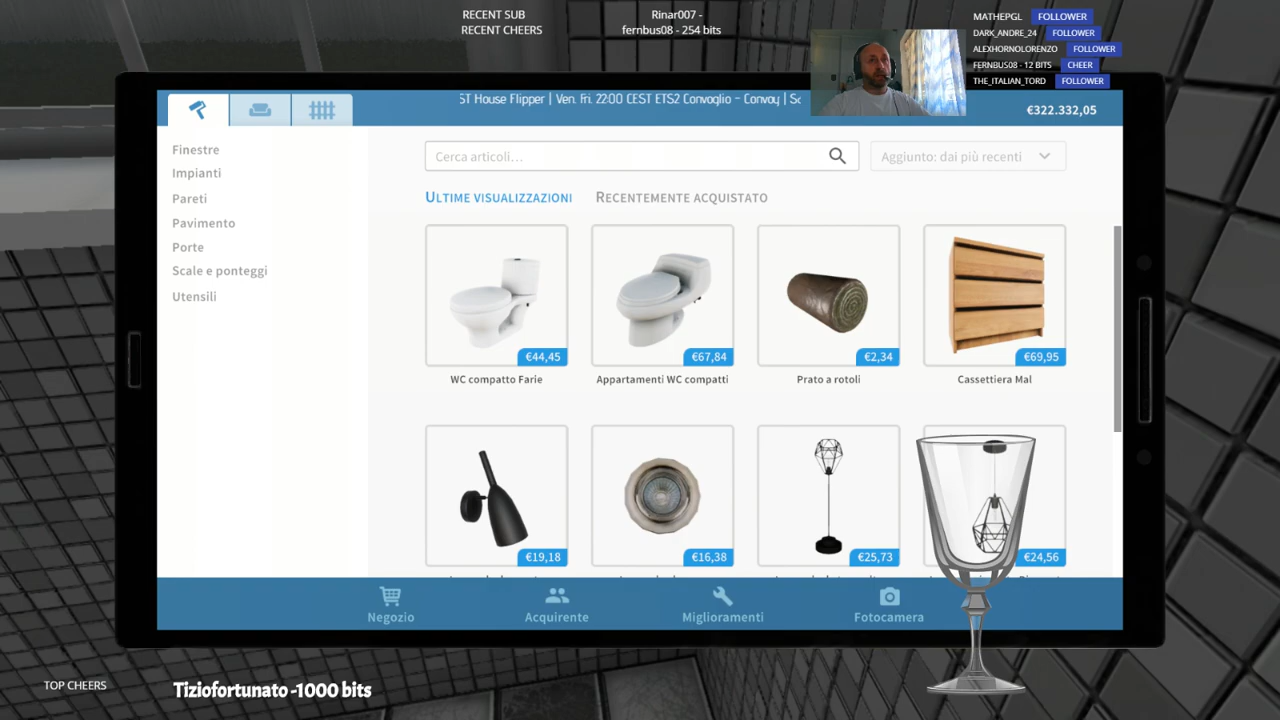 RECENT SUB
Rinar007 -
RECENT CHEERS
fernbus08 - 254 bits
MATHEPGL FOLLOWER
DARK_ANDRE_24 FOLLOWER
ALEXHORNOLORENZO FOLLOWER
FERNBUS08 - 12 BITS CHEER
THE_ITALIAN_TORD FOLLOWER
ST House Flipper | Ven. Fri. 22:00 CEST ETS2 Convoglio - Convoy |
€322.332,05
Finestre
Impianti
Pareti
Pavimento
Porte
Scale e ponteggi
Utensili
Cerca articoli...
Aggiunto: dai più recenti
ULTIME VISUALIZZAZIONI
RECENTEMENTE ACQUISTATO
€44,45
€67,84
€2,34
€69,95
WC compatto Farie
Appartamenti WC compatti
Prato a rotoli
Cassettiera Mal
€19,18
€16,38
€25,73
€24,56
Negozio
Acquirente
Miglioramenti
Fotocamera
TOP CHEERS
Tiziofortunato -1000 bits